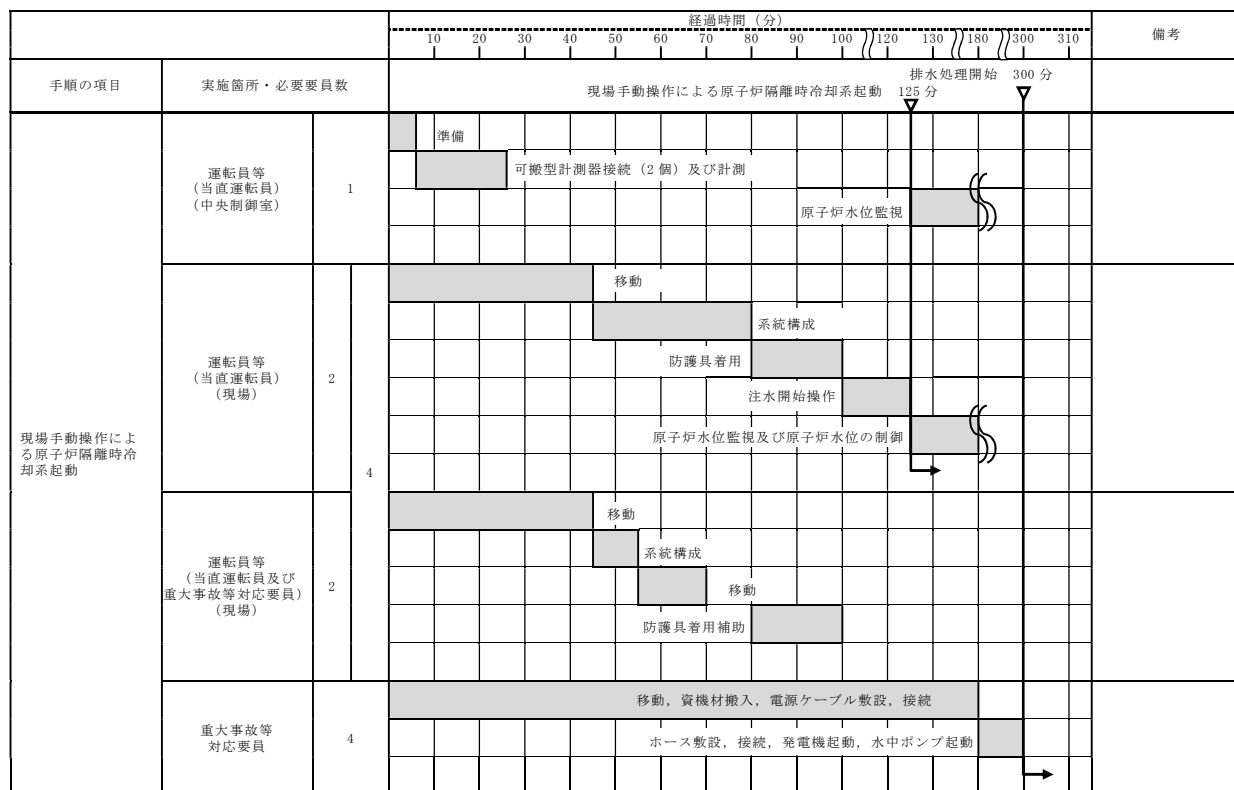 経過時間（分）
備考
10 20 30 40 50 60 70 80 90 100 120 130 180 300 310
手順の項目
実施箇所・必要要員数
排水処理開始 300 分
現場手動操作による原子炉隔離時冷却系起動 125 分
現場手動操作によ
る原子炉隔離時冷
却系起動
運転員等
（当直運転員）
（中央制御室）
1
準備
可搬型計測器接続（2 個）及び計測
原子炉水位監視
運転員等
（当直運転員）
（現場）
2
4
移動
系統構成
防護具着用
注水開始操作
原子炉水位監視及び原子炉水位の制御
運転員等
（当直運転員及び
重大事故等対応要員）
（現場）
2
移動
系統構成
移動
防護具着用補助
重大事故等
対応要員
4
移動，資機材搬入，電源ケーブル敷設，接続
ホース敷設，接続，発電機起動，水中ポンプ起動